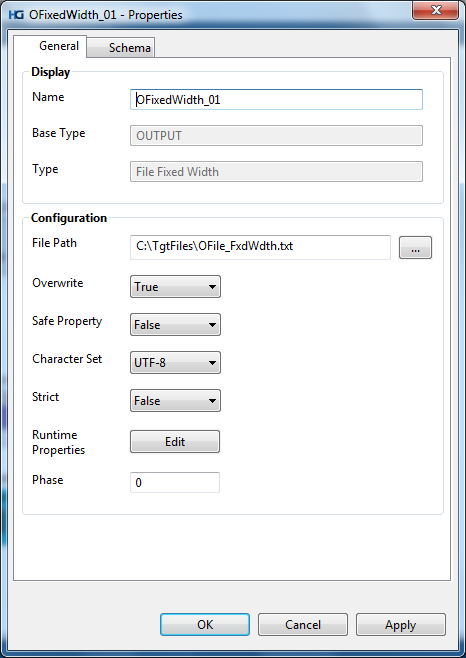 HG OFixedWidth_01 - Properties
General Schema
Display
Name OFixedWidth_01
Base Type OUTPUT
Type File Fixed Width
Configuration
File Path C:\TgtFiles\OFile_FxdWdth.txt ...
Overwrite True
Safe Property False
Character Set UTF-8
Strict False
Runtime
Properties Edit
Phase 0
OK Cancel Apply